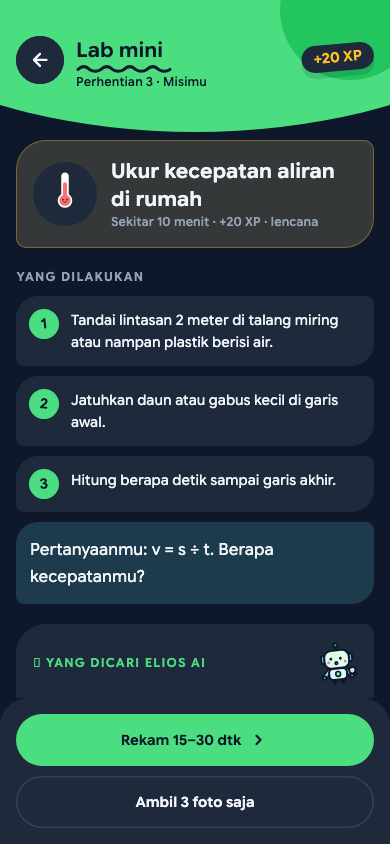 Lab mini
Perhentian 3 · Misimu
+20 XP
Ukur kecepatan aliran
di rumah
Sekitar 10 menit · +20 XP · lencana
YANG DILAKUKAN
1
Tandai lintasan 2 meter di talang miring
atau nampan plastik berisi air.
2
Jatuhkan daun atau gabus kecil di garis
awal.
3
Hitung berapa detik sampai garis akhir.
Pertanyaanmu: v = s ÷ t. Berapa
kecepatanmu?
YANG DICARI ELIOS AI
Rekam 15–30 dtk
Ambil 3 foto saja